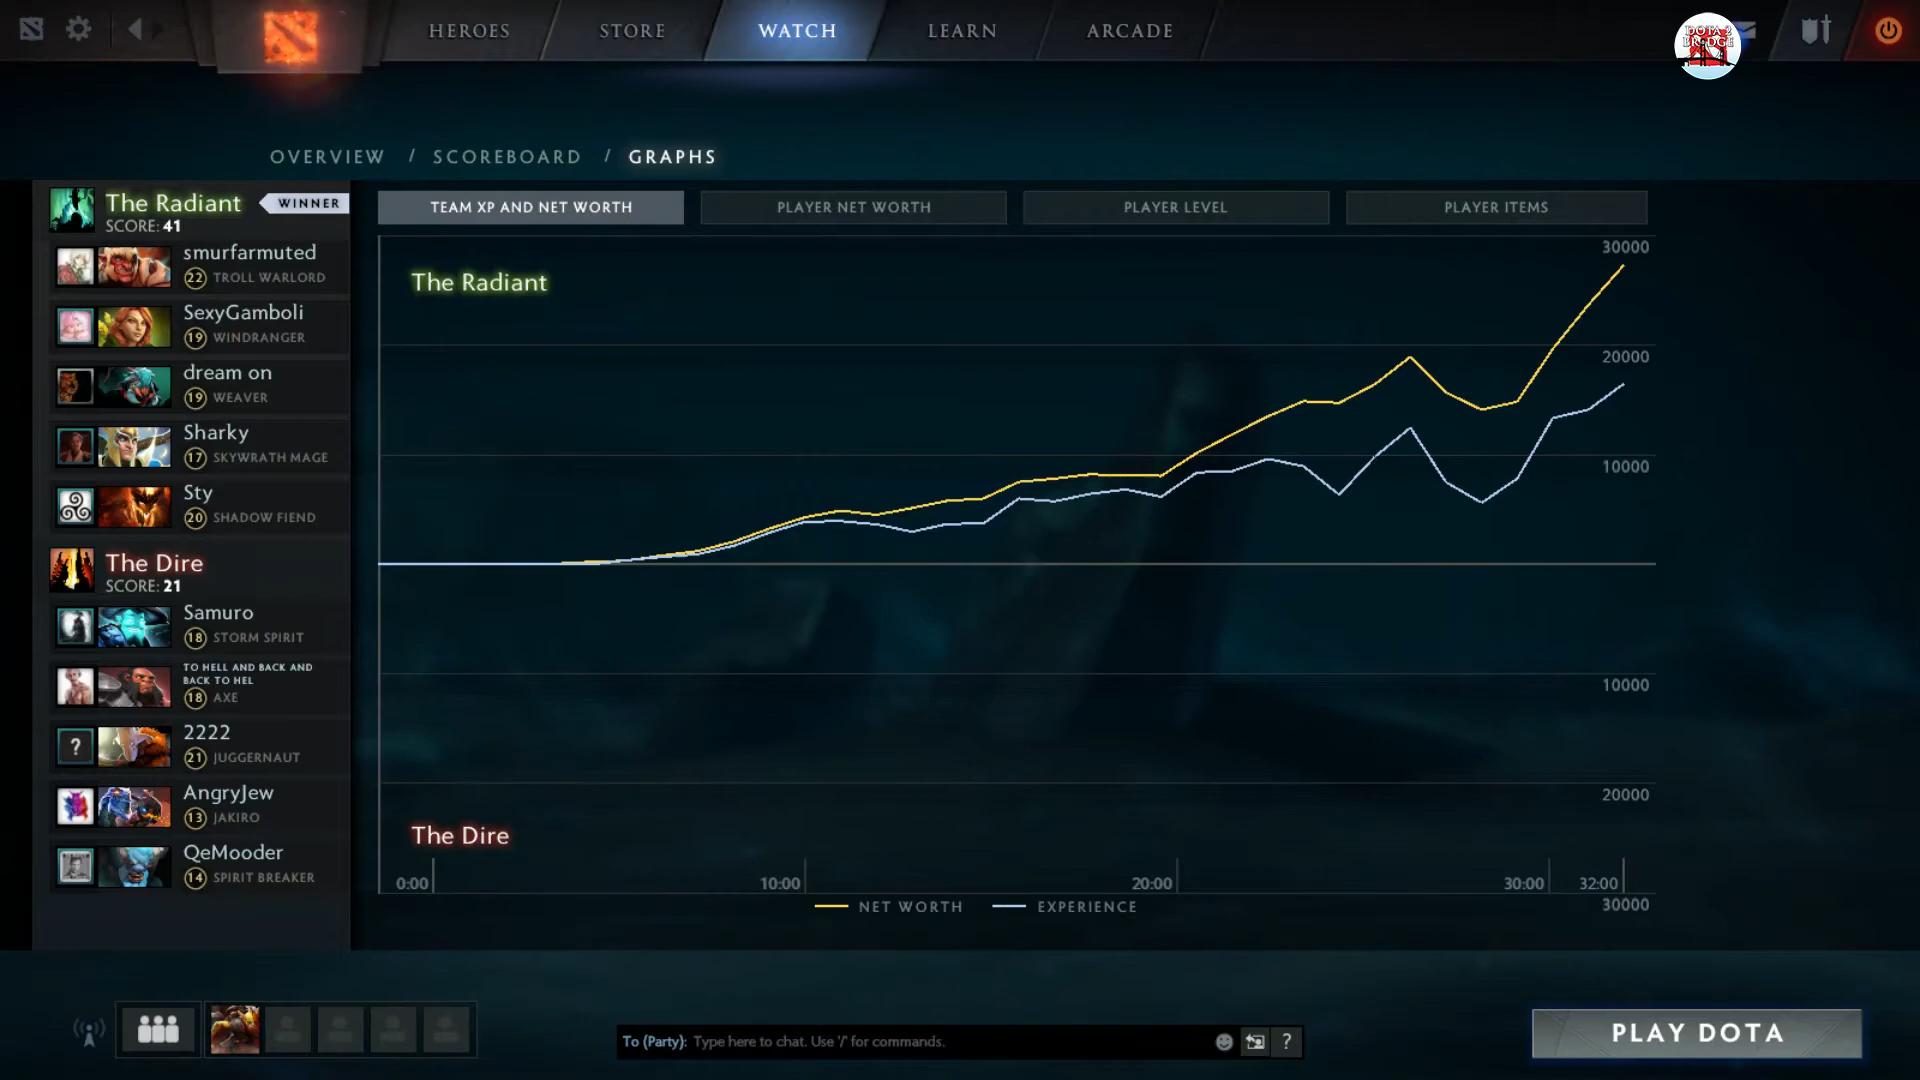 HEROES
STORE
WATCH
LEARN
ARCADE
DOTA 2
BRIDGE
OVERVIEW / SCOREBOARD / GRAPHS
The Radiant
WINNER
SCORE: 41
smurfarmuted
22 TROLL WARLORD
SexyGamboli
19 WINDRANGER
dream on
19 WEAVER
Sharky
17 SKYWRATH MAGE
Sty
20 SHADOW FIEND
The Dire
SCORE: 21
Samuro
18 STORM SPIRIT
TO HELL AND BACK AND
BACK TO HEL
18 AXE
?
2222
21 JUGGERNAUT
AngryJew
13 JAKIRO
QeMooder
14 SPIRIT BREAKER
TEAM XP AND NET WORTH
PLAYER NET WORTH
PLAYER LEVEL
PLAYER ITEMS
The Radiant
30000
20000
10000
10000
20000
The Dire
0:00
10:00
20:00
30:00
32:00
30000
NET WORTH
EXPERIENCE
To (Party): Type here to chat. Use '/' for commands.
?
PLAY DOTA